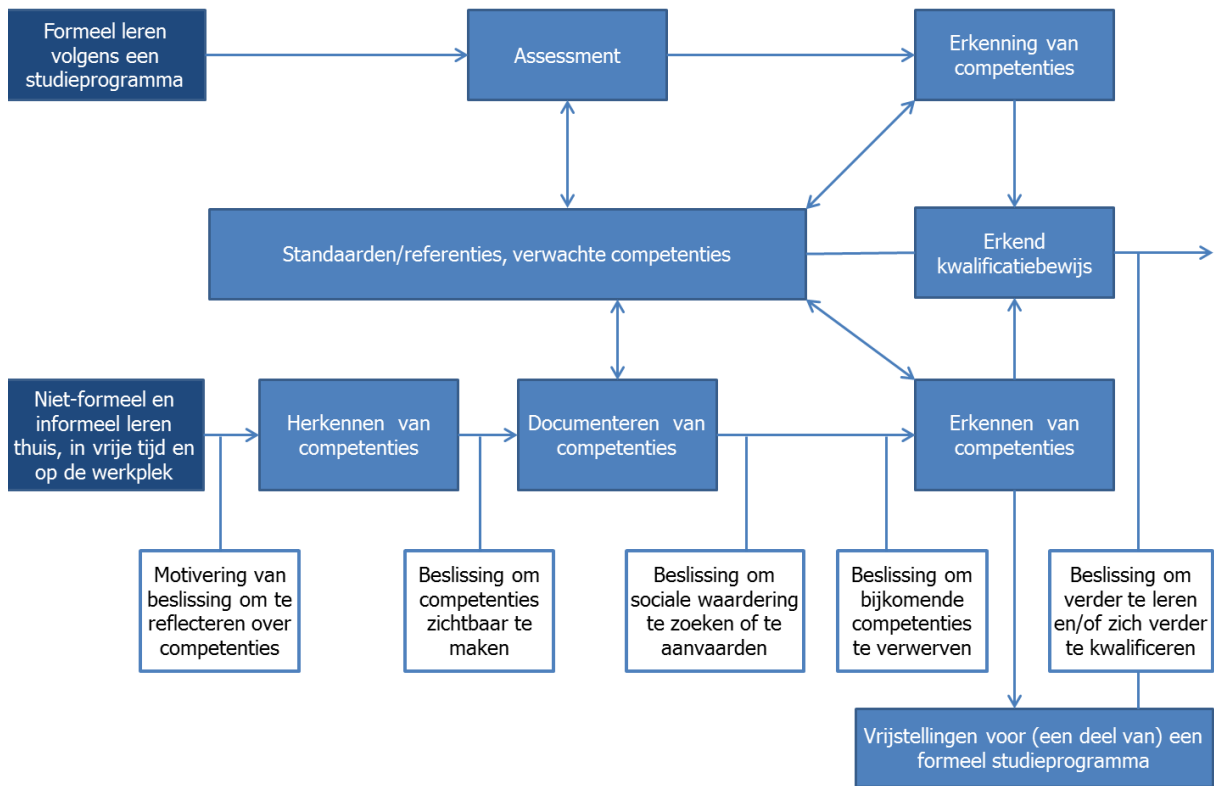 Formeel leren
volgens een
studieprogramma
Assessment
Erkenning van
competenties
Standaarden/referenties, verwachte competenties
Erkend
kwalificatiebewijs
Niet-formeel en
informeel leren
thuis, in vrije tijd en
op de werkplek
Herkennen van
competenties
Documenteren van
competenties
Erkennen van
competenties
Motivering van
beslissing om te
reflecteren over
competenties
Beslissing om
competenties
zichtbaar te
maken
Beslissing om
sociale waardering
te zoeken of te
aanvaarden
Beslissing om
bijkomende
competenties
te verwerven
Beslissing om
verder te leren
en/of zich verder
te kwalificeren
Vrijstellingen voor (een deel van) een
formeel studieprogramma